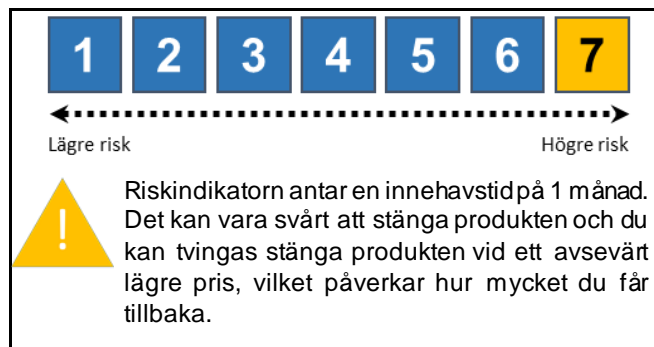 1 2 3 4 5 6 7
Lägre risk Högre risk
! Riskindikatorn antar en innehavstid på 1 månad.
Det kan vara svårt att stänga produkten och du
kan tvingas stänga produkten vid ett avsevärt
lägre pris, vilket påverkar hur mycket du får
tillbaka.